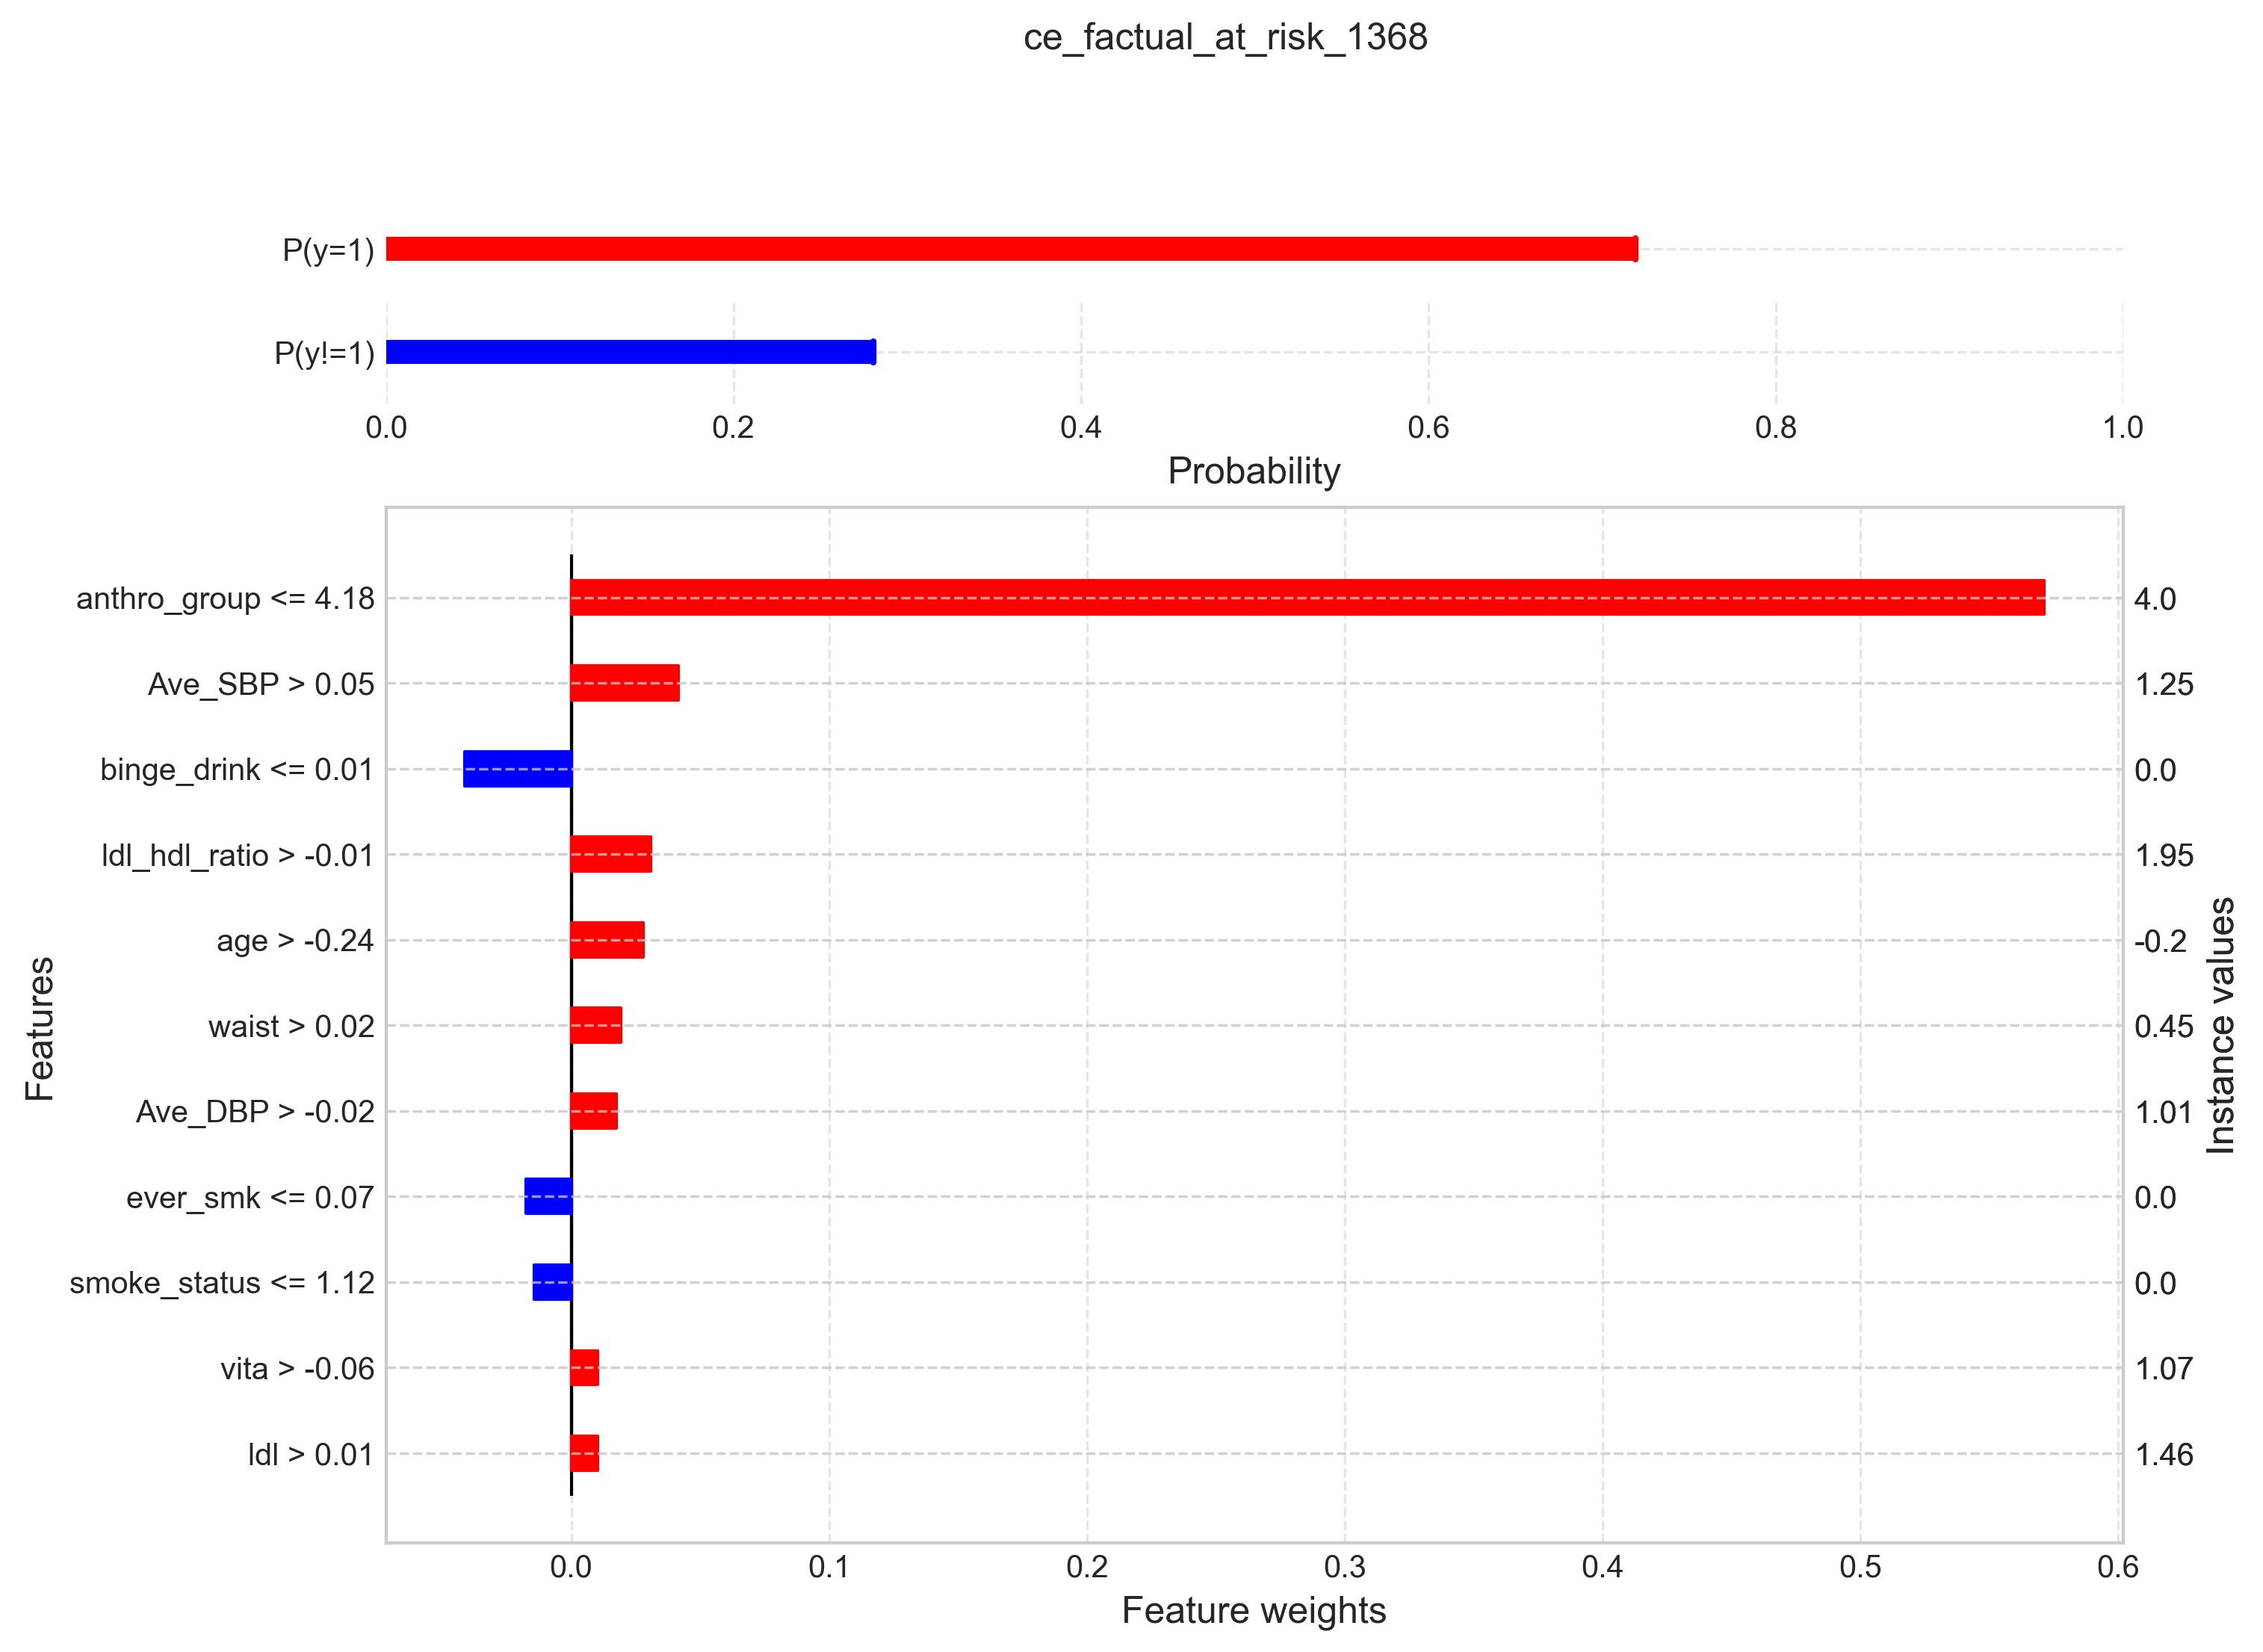 ce_factual_at_risk_1368
P(y=1)
P(y!=1)
0.0 0.2 0.4 0.6 0.8 1.0
Probability
anthro_group <= 4.18 4.0
Ave_SBP > 0.05 1.25
binge_drink <= 0.01 0.0
ldl_hdl_ratio > -0.01 1.95
age > -0.24 -0.2
waist > 0.02 0.45
Ave_DBP > -0.02 1.01
ever_smk <= 0.07 0.0
smoke_status <= 1.12 0.0
vita > -0.06 1.07
ldl > 0.01 1.46
Features
Instance values
0.0 0.1 0.2 0.3 0.4 0.5 0.6
Feature weights